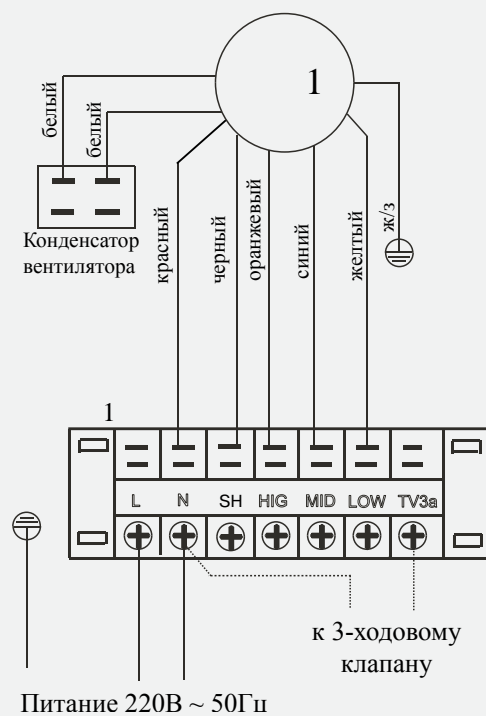 1
белый
белый
Конденсатор
вентилятора
красный
черный
оранжевый
синий
желтый
ж/з
1
L N SH HIG MID LOW TV3a
к 3-ходовому
клапану
Питание 220В ~ 50Гц